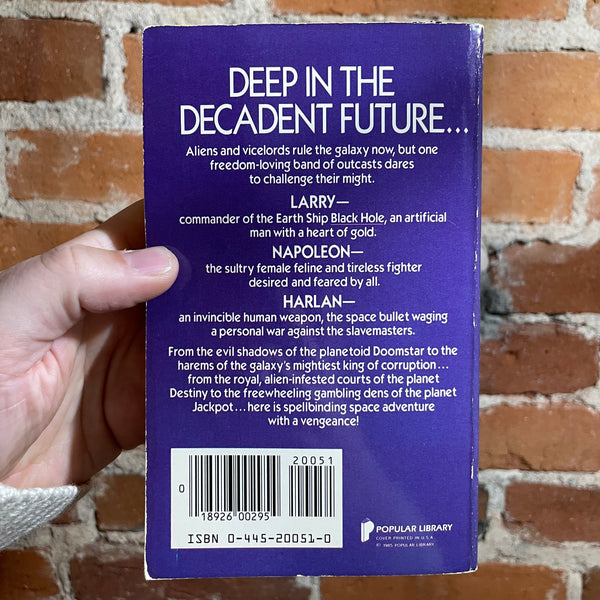 DEEP IN THE
DECADENT FUTURE...
Aliens and vicelords rule the galaxy now, but one
freedom-loving band of outcasts dares
to challenge their might.
LARRY—
commander of the Earth Ship Black Hole, an artificial
man with a heart of gold.
NAPOLEON—
the sultry female feline and tireless fighter
desired and feared by all.
HARLAN—
an invincible human weapon, the space bullet waging
a personal war against the slavemasters.
From the evil shadows of the planetoid Doomstar to the
harems of the galaxy's mightiest king of corruption...
from the royal, alien-infested courts of the planet
Destiny to the freewheeling gambling dens of the planet
Jackpot... here is spellbinding space adventure
with a vengeance!
20051
0
18926 00295
ISBN 0-445-20051-0
POPULAR LIBRARY
COVER PRINTED IN U.S.A.
© 1985 POPULAR LIBRARY